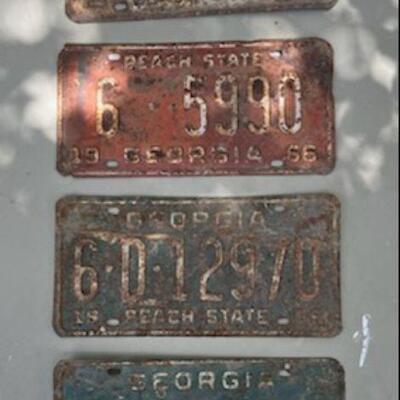 PEACH STATE
6 · 5990
19 GEORGIA 66
GEORGIA
6·D·12970
19 PEACH STATE
GEORGIA